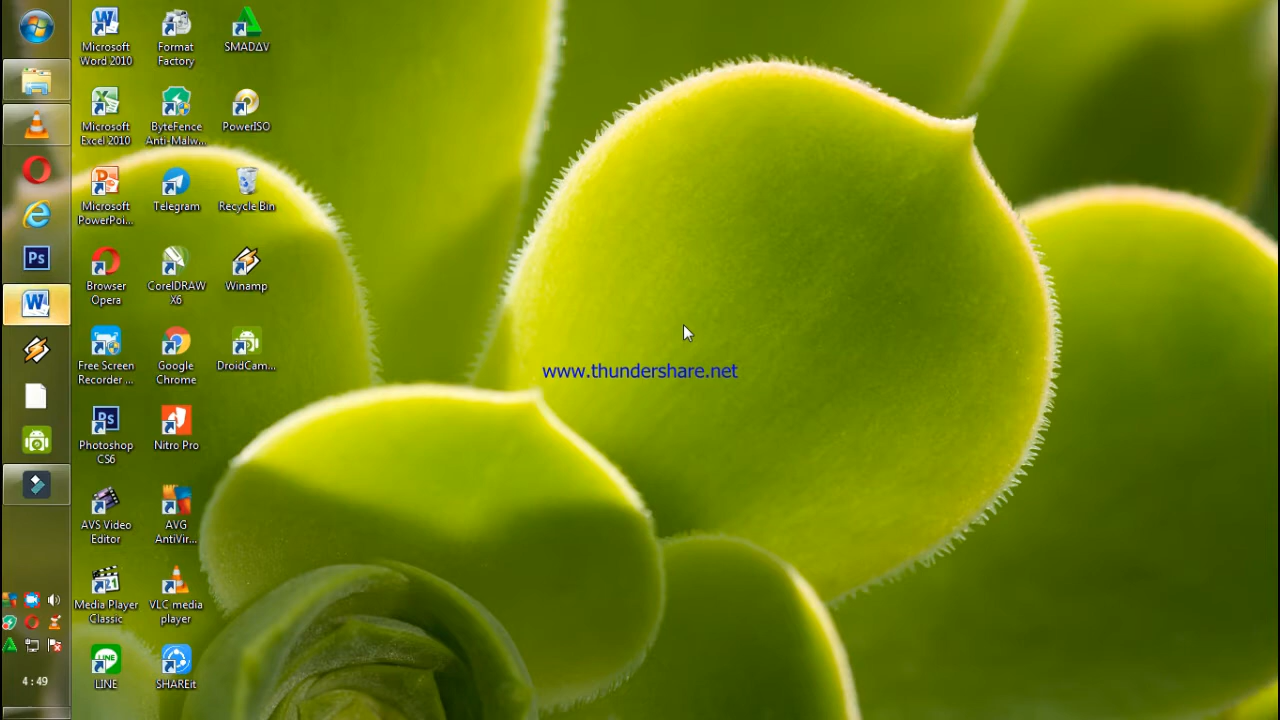 Microsoft
Word 2010
Format
Factory
SMADΔV
Microsoft
Excel 2010
ByteFence
Anti-Malw...
PowerISO
Microsoft
PowerPoi...
Telegram
Recycle Bin
Browser
Opera
CorelDRAW
X6
Winamp
Free Screen
Recorder ...
Google
Chrome
DroidCam...
Photoshop
CS6
Nitro Pro
AVS Video
Editor
AVG
AntiVir...
Media Player
Classic
VLC media
player
LINE
SHAREit
www.thundershare.net
Ps
W
4:49